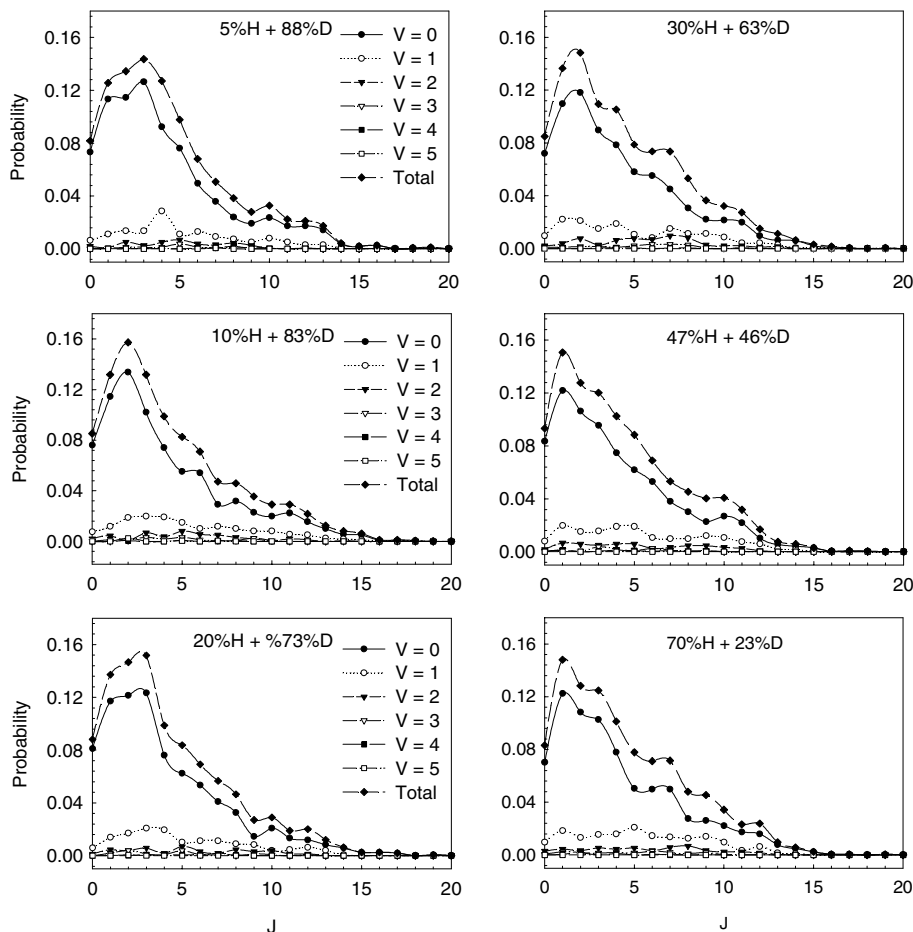 5%H + 88%D
Probability
0.16
0.12
0.08
0.04
0.00
V = 0
V = 1
V = 2
V = 3
V = 4
V = 5
Total
0 5 10 15 20
30%H + 63%D
0.16
0.12
0.08
0.04
0.00
0 5 10 15 20
10%H + 83%D
Probability
0.16
0.12
0.08
0.04
0.00
V = 0
V = 1
V = 2
V = 3
V = 4
V = 5
Total
0 5 10 15 20
47%H + 46%D
0.16
0.12
0.08
0.04
0.00
0 5 10 15 20
20%H + %73%D
Probability
0.16
0.12
0.08
0.04
0.00
V = 0
V = 1
V = 2
V = 3
V = 4
V = 5
Total
0 5 10 15 20
J
70%H + 23%D
0.16
0.12
0.08
0.04
0.00
0 5 10 15 20
J